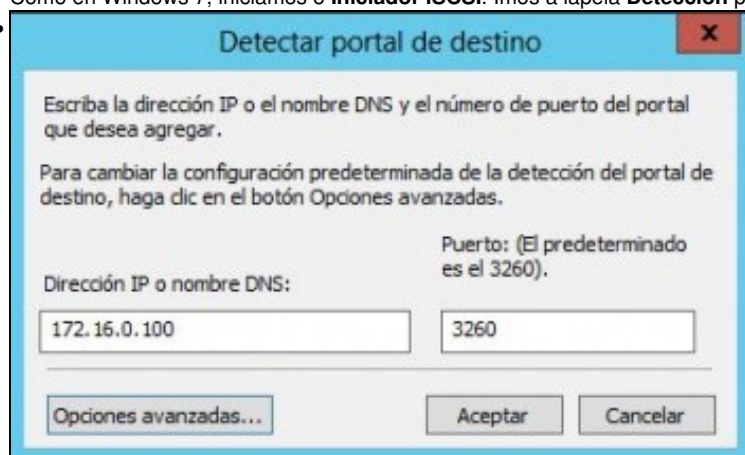 Como en Windows 7, iniciamos o Iniciador iSCSI. Imos á lapela Detección p
Detectar portal de destino
x
Escriba la dirección IP o el nombre DNS y el número de puerto del portal
que desea agregar.
Para cambiar la configuración predeterminada de la detección del portal de
destino, haga clic en el botón Opciones avanzadas.
Puerto: (El predeterminado
es el 3260).
Dirección IP o nombre DNS:
172.16.0.100
3260
Opciones avanzadas...
Aceptar
Cancelar